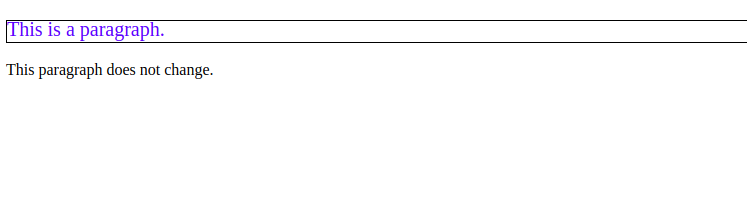 This is a paragraph.
This paragraph does not change.